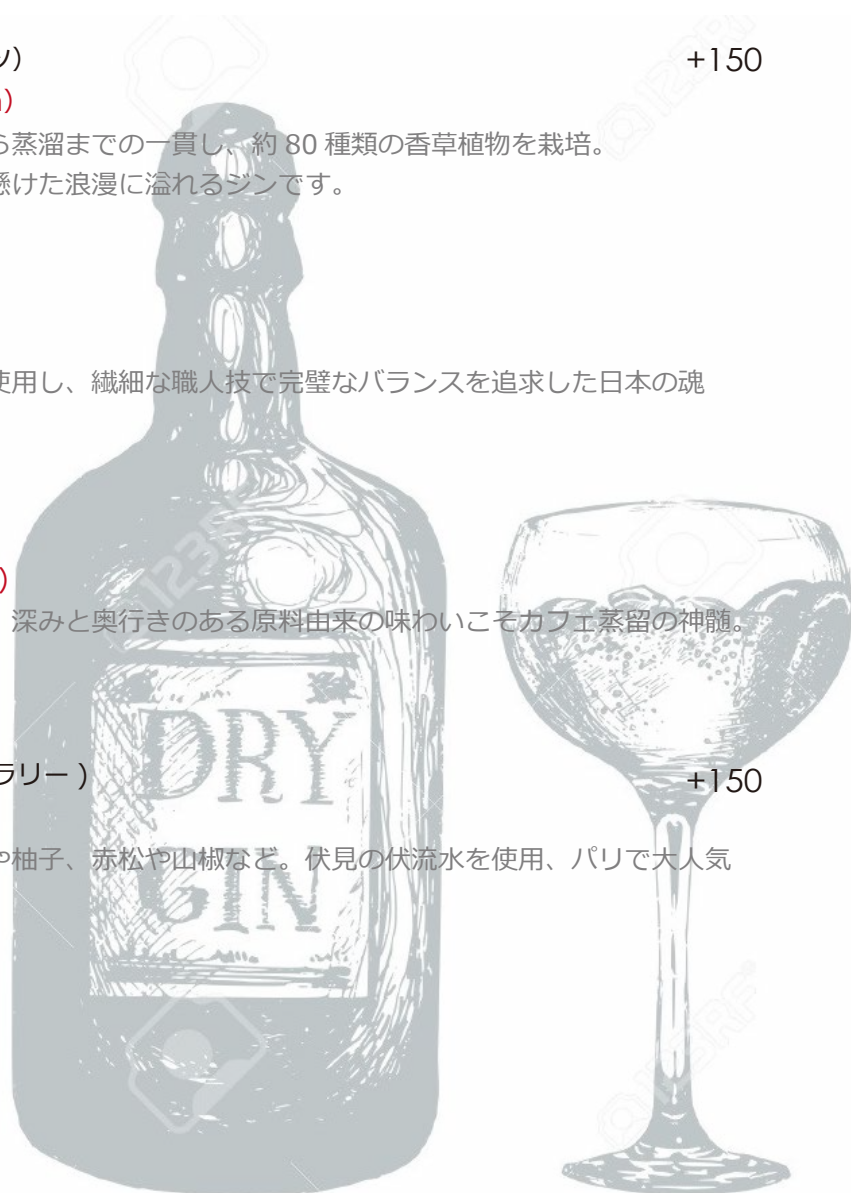 ン) +150
n)
ら蒸溜までの一貫し、約 80 種類の香草植物を栽培。
懸けた浪漫に溢れるジンです。
使用し、繊細な職人技で完璧なバランスを追求した日本の魂
)
深みと奥行きのある原料由来の味わいこそカフェ蒸留の神髄。
DRY
GIN
ラリー ) +150
や柚子、赤松や山椒など。伏見の伏流水を使用、パリで大人気
123RF
123RF
123RF
123RF